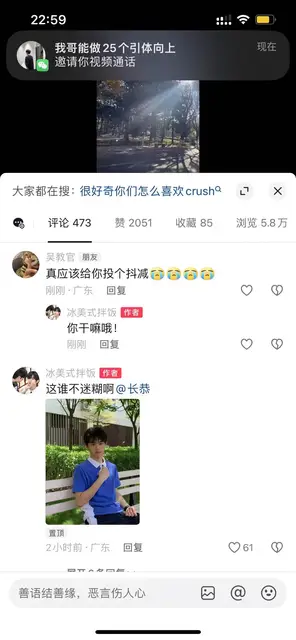 22:59
我哥能做25个引体向上
现在
邀请你视频通话
大家都在搜：很好奇你们怎么喜欢crush
评论 473
赞 2051
收藏 85
浏览 5.8万
吴教官 朋友
真应该给你投个抖减😭😭😭😭
刚刚 · 广东 回复
冰美式拌饭 作者
你干嘛哦！
刚刚 回复
冰美式拌饭 作者
这谁不迷糊啊@长恭
置顶
2小时前 · 广东 回复
61
善语结善缘，恶言伤人心